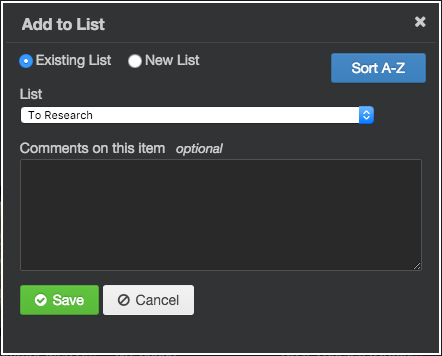 Add to List
Existing List New List
Sort A-Z
List
To Research
Comments on this item optional
Save Cancel